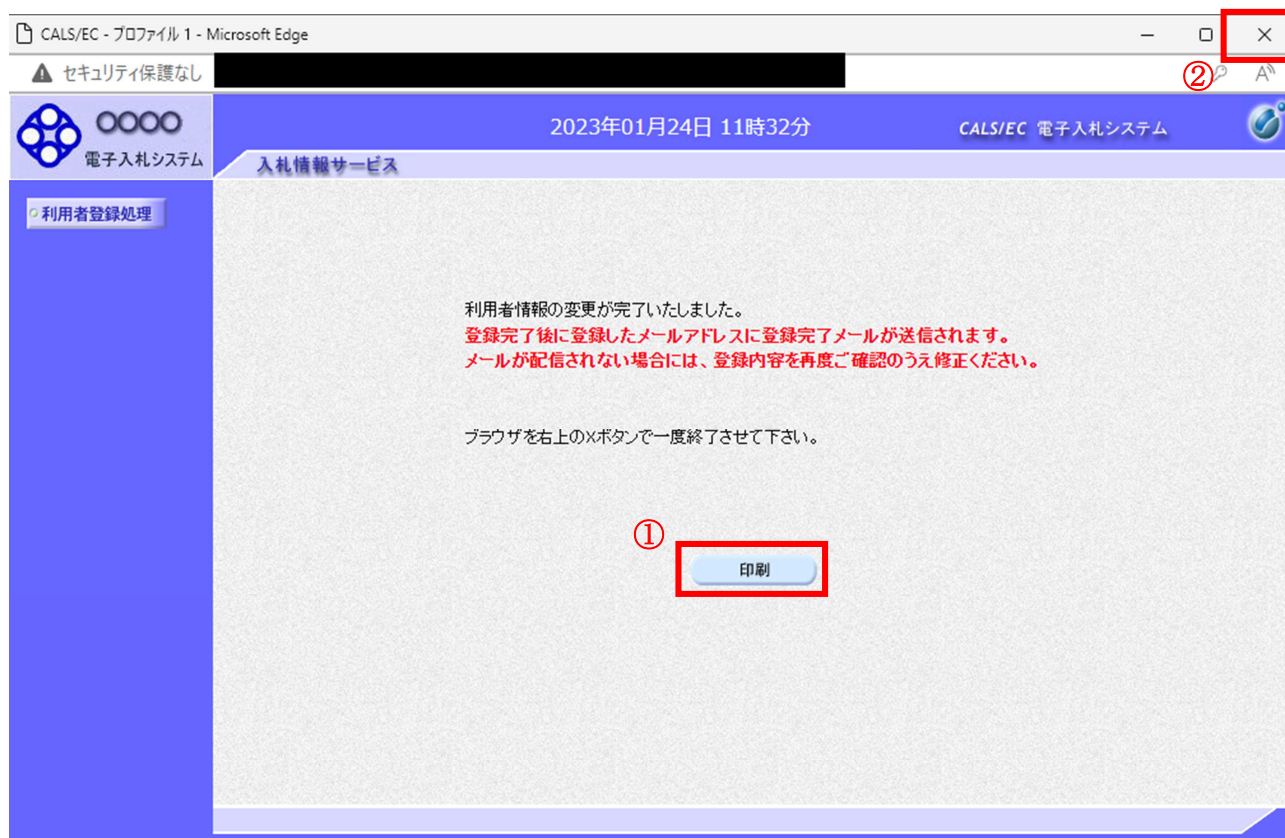 CALS/EC - プロファイル 1 - Microsoft Edge
セキュリティ保護なし
②
A
〇〇〇〇
電子入札システム
2023年01月24日 11時32分
CALS/EC 電子入札システム
入札情報サービス
利用者登録処理
利用者情報の変更が完了いたしました。
登録完了後に登録したメールアドレスに登録完了メールが送信されます。
メールが配信されない場合には、登録内容を再度ご確認のうえ修正ください。
ブラウザを右上の×ボタンで一度終了させて下さい。
①
印刷